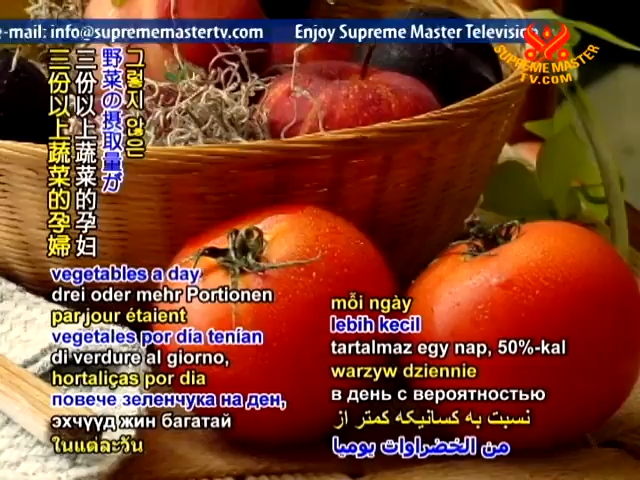 e-mail: info@suprememastertv.com Enjoy Supreme Master Television
SUPREME MASTER
TV.COM
그렇지 않은
野菜の摂取量が
三份以上蔬菜的孕妇
三份以上蔬菜的孕婦
vegetables a day
drei oder mehr Portionen
par jour étaient
vegetales por día tenían
di verdure al giorno,
hortaliças por dia
повече зеленчука на ден,
эхчүүд жин багатай
ในแต่ละวัน
mỗi ngày
lebih kecil
tartalmaz egy nap, 50%-kal
warzyw dziennie
в день с вероятностью
نسبت به کسانیکه کمتر از
من الخضراوات يوميا